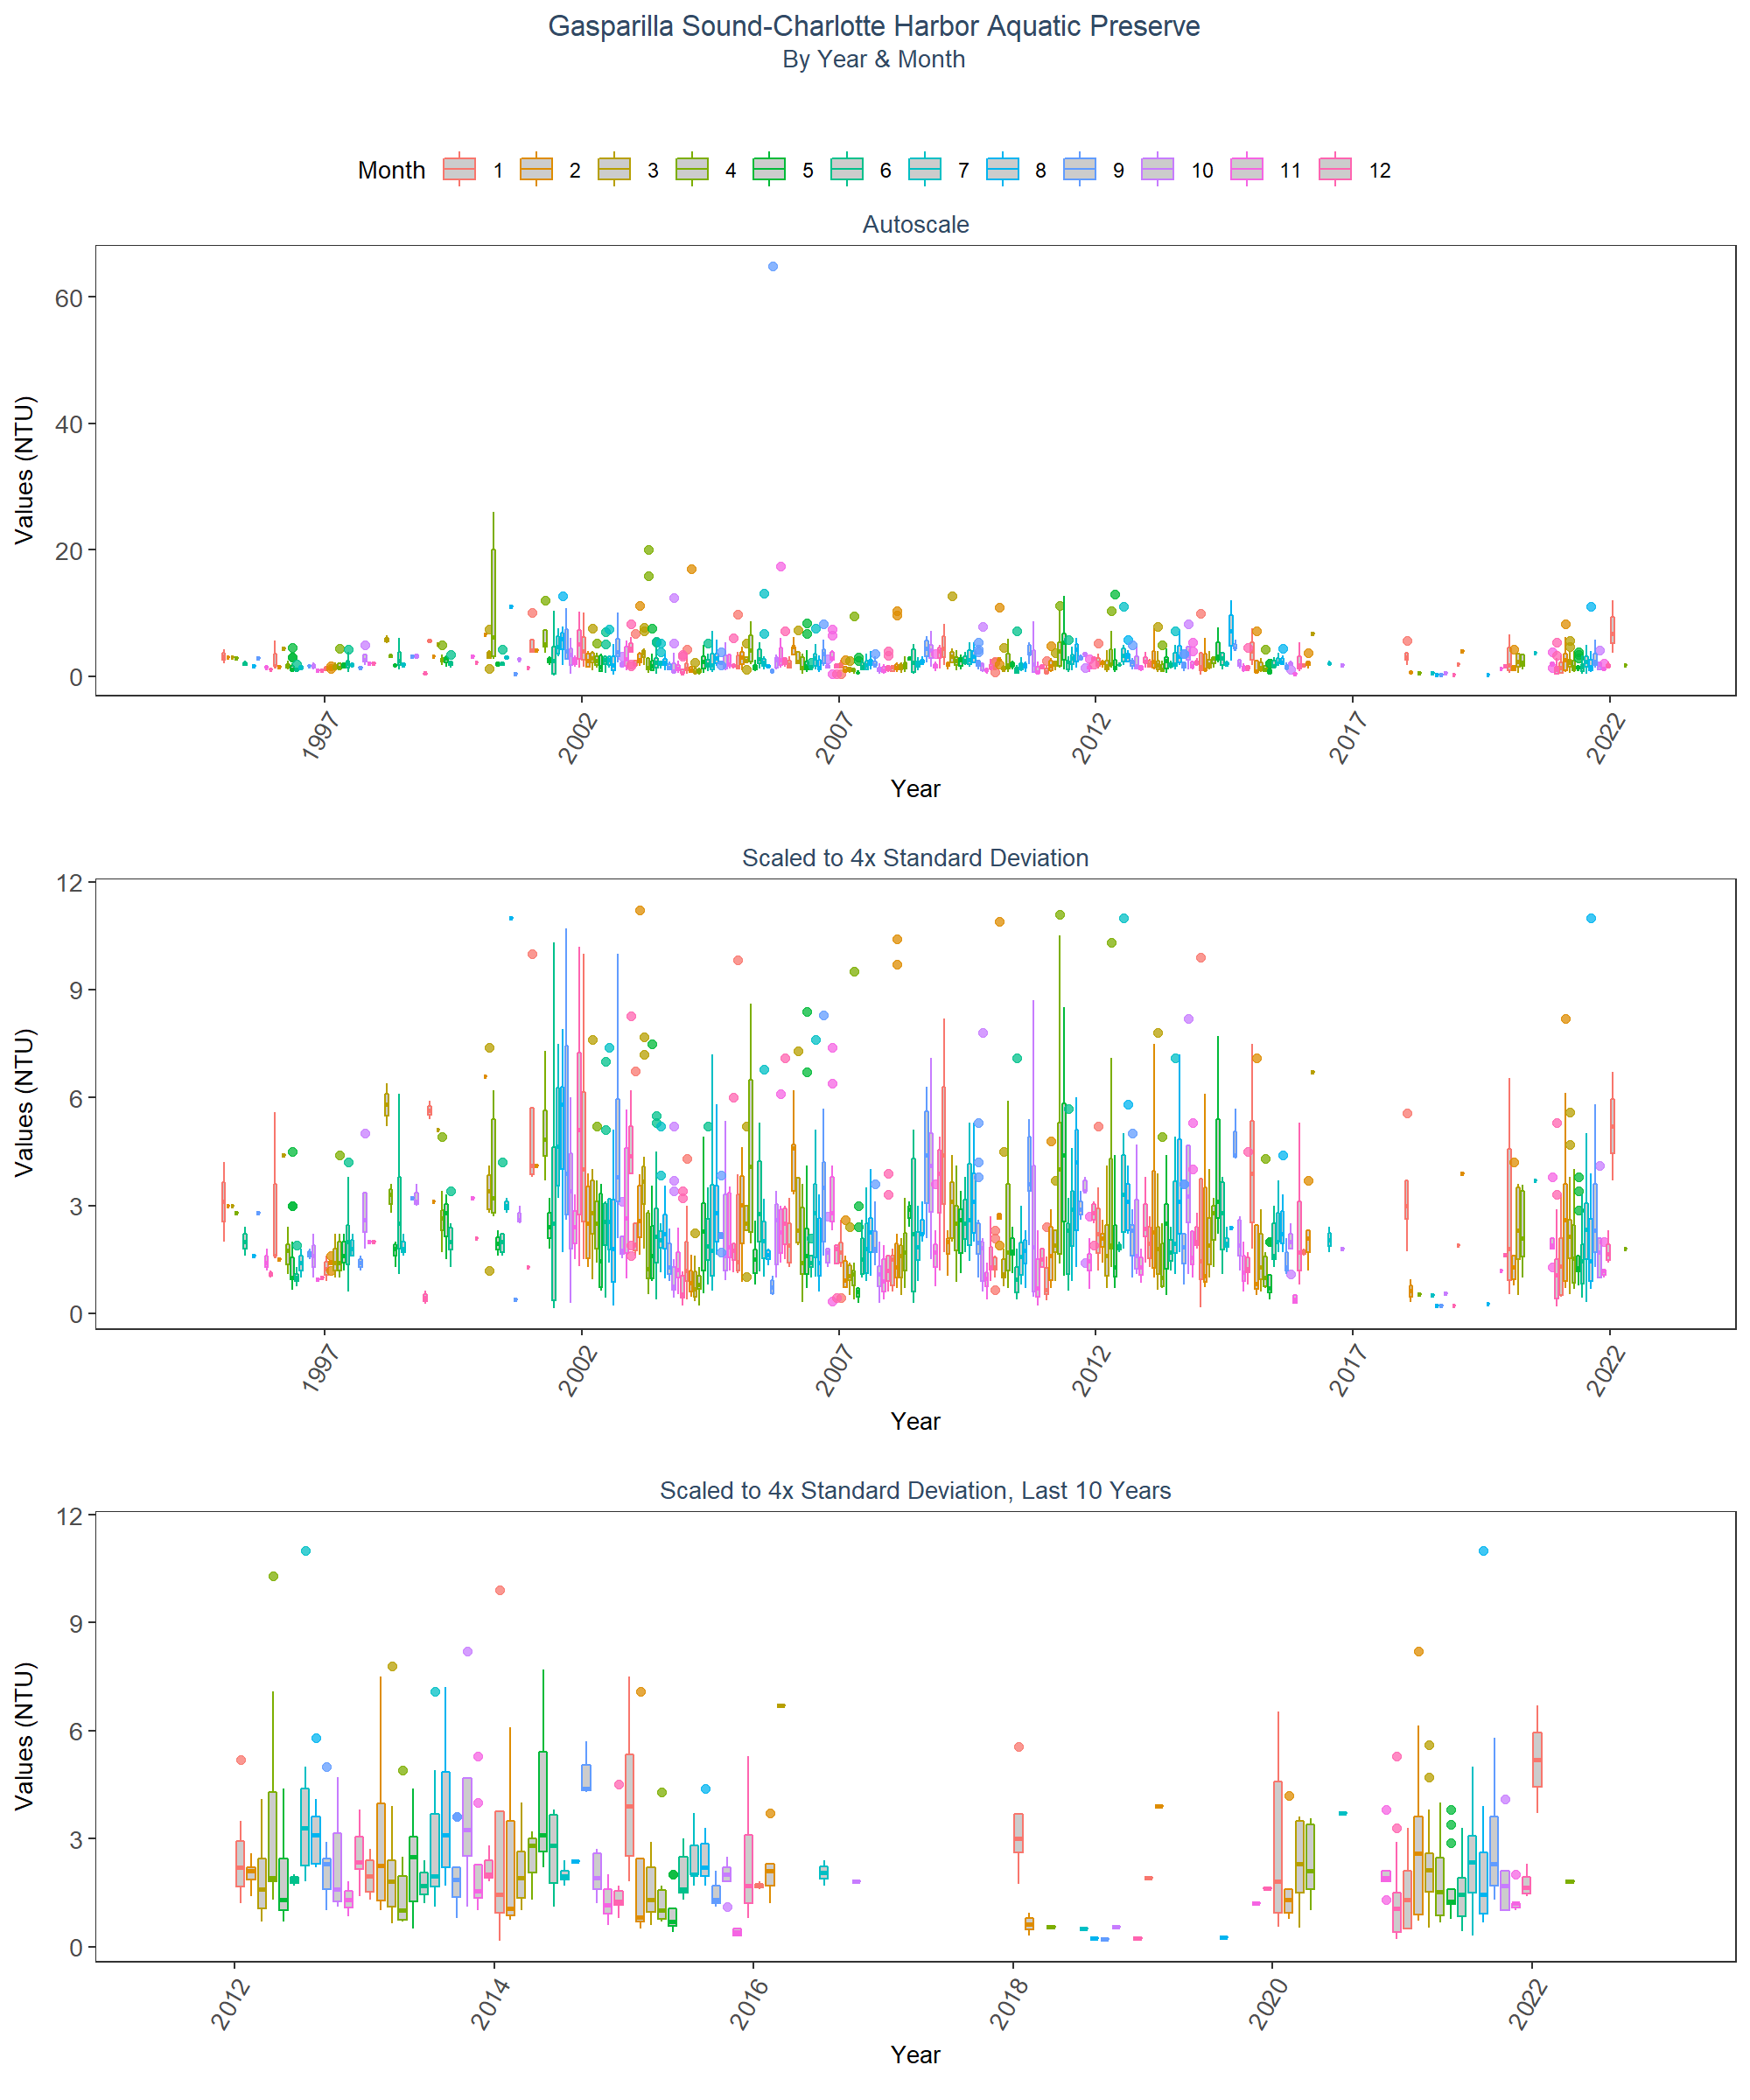 Gasparilla Sound-Charlotte Harbor Aquatic Preserve
By Year & Month
Month 1 2 3 4 5 6 7 8 9 10 11 12
Autoscale
Values (NTU)
60
40
20
0
1997 2002 2007 2012 2017 2022
Year
Scaled to 4x Standard Deviation
Values (NTU)
12
9
6
3
0
1997 2002 2007 2012 2017 2022
Year
Scaled to 4x Standard Deviation, Last 10 Years
Values (NTU)
12
9
6
3
0
2012 2014 2016 2018 2020 2022
Year